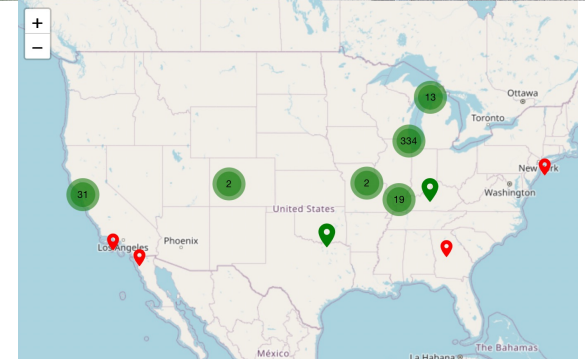 +
−
13
Ottawa
Toronto
334
New York
31
2
2
19
Washington
United States
Los Angeles
Phoenix
México
La Habana
The Bahamas